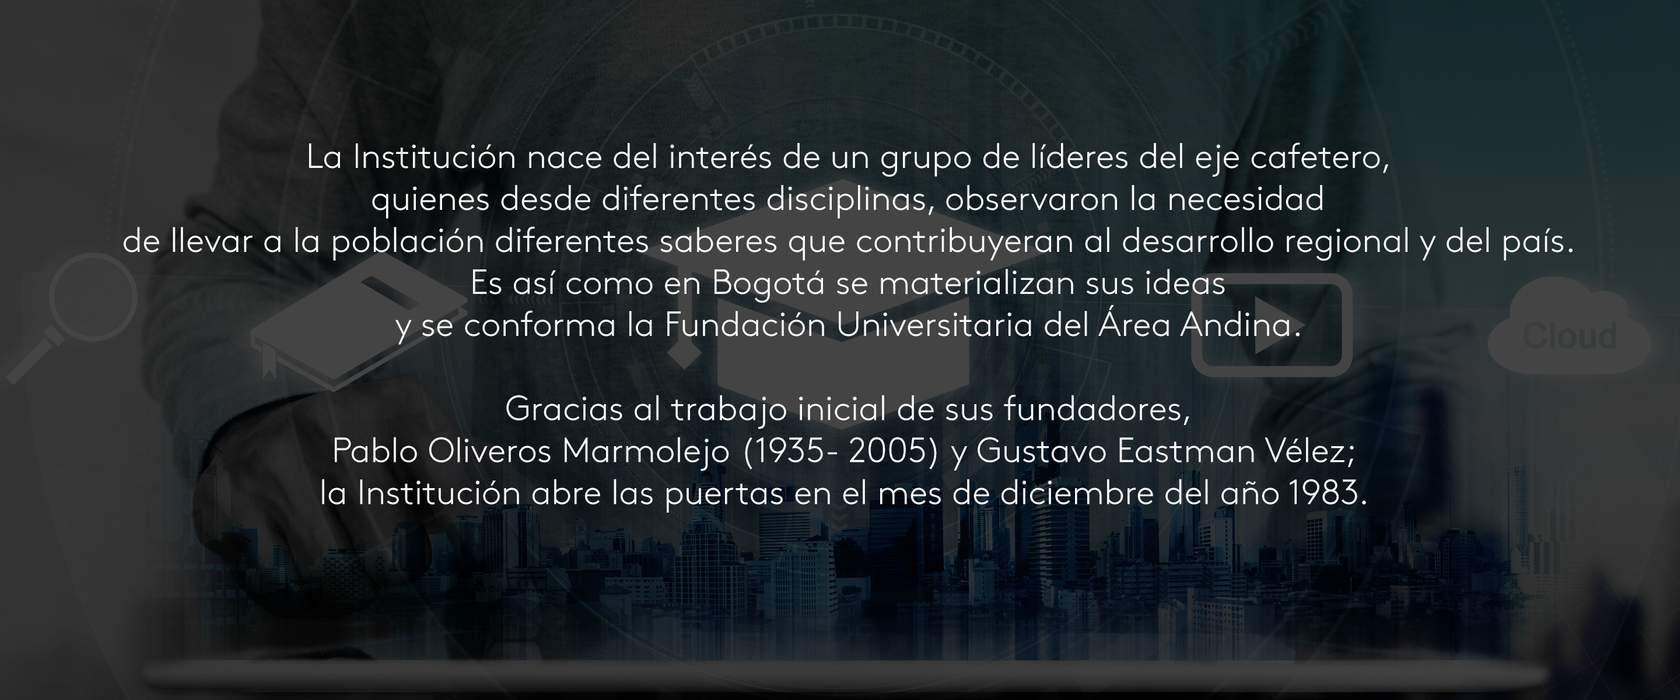 La Institución nace del interés de un grupo de líderes del eje cafetero,
quienes desde diferentes disciplinas, observaron la necesidad
de llevar a la población diferentes saberes que contribuyeran al desarrollo regional y del país.
Es así como en Bogotá se materializan sus ideas
y se conforma la Fundación Universitaria del Área Andina.
Cloud
Gracias al trabajo inicial de sus fundadores,
Pablo Oliveros Marmolejo (1935- 2005) y Gustavo Eastman Vélez;
la Institución abre las puertas en el mes de diciembre del año 1983.